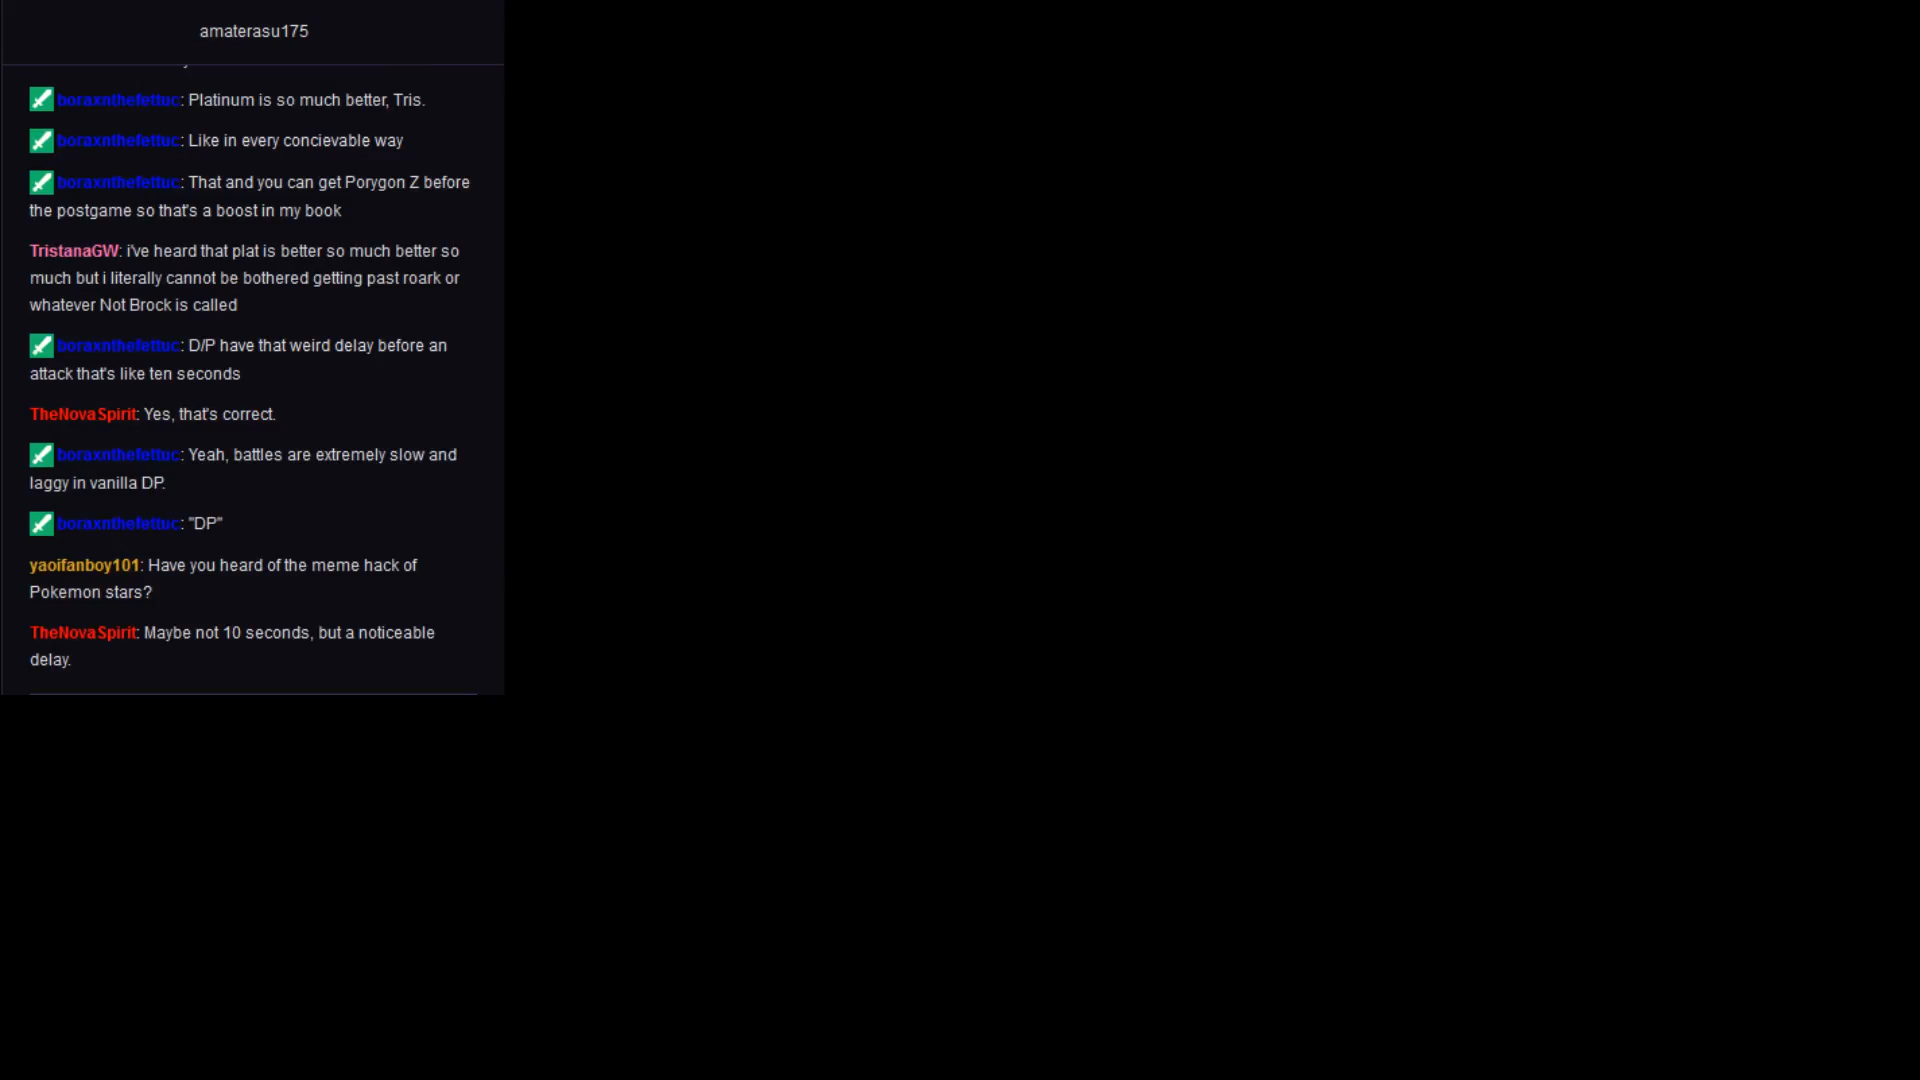 amaterasu175
boraxnthefettuc: Platinum is so much better, Tris.
boraxnthefettuc: Like in every concievable way
boraxnthefettuc: That and you can get Porygon Z before
the postgame so that's a boost in my book
TristanaGW: i've heard that plat is better so much better so
much but i literally cannot be bothered getting past roark or
whatever Not Brock is called
boraxnthefettuc: D/P have that weird delay before an
attack that's like ten seconds
TheNovaSpirit: Yes, that's correct.
boraxnthefettuc: Yeah, battles are extremely slow and
laggy in vanilla DP.
boraxnthefettuc: "DP"
yaoifanboy101: Have you heard of the meme hack of
Pokemon stars?
TheNovaSpirit: Maybe not 10 seconds, but a noticeable
delay.